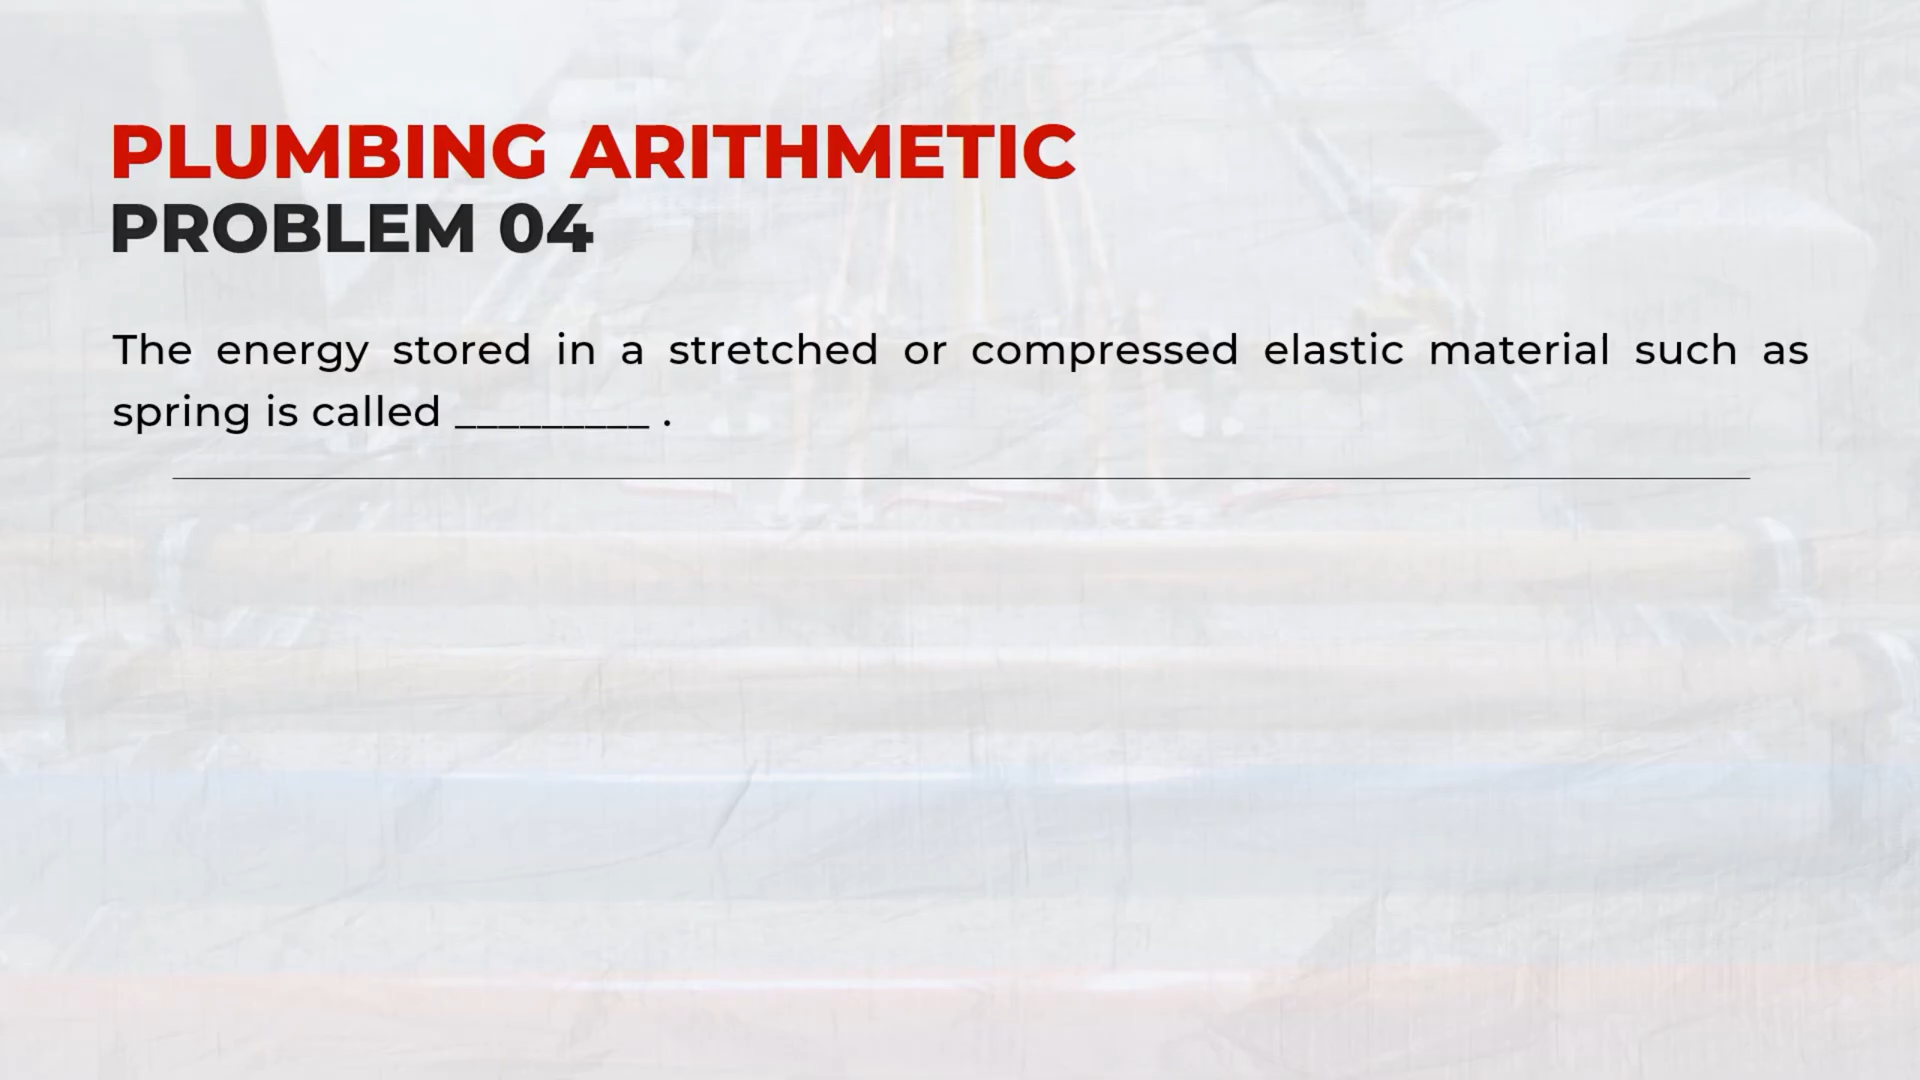 PLUMBING ARITHMETIC
PROBLEM 04
The energy stored in a stretched or compressed elastic material such as
spring is called _________ .